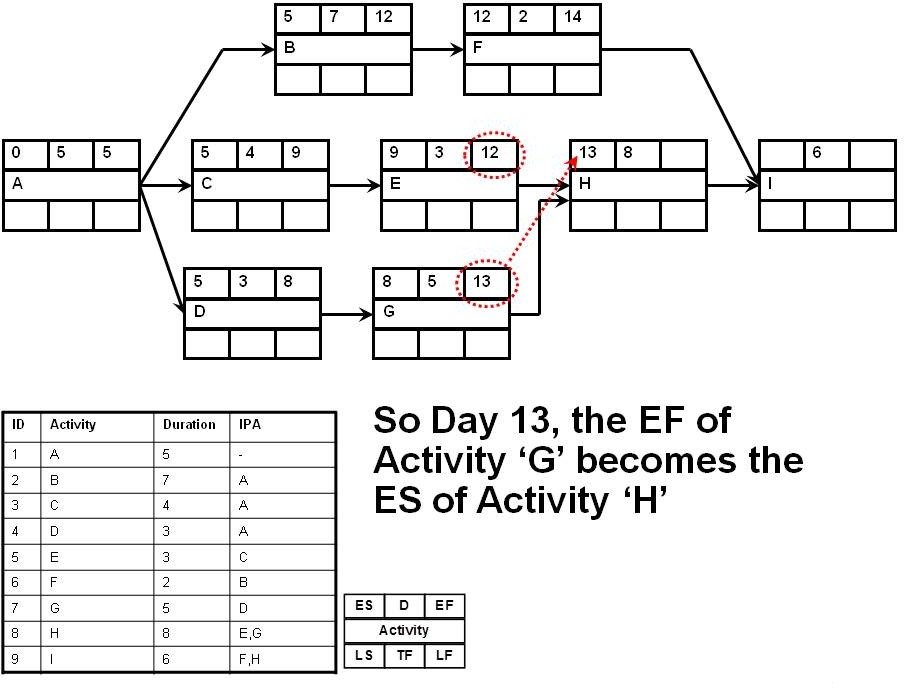 5 7 12
B
12 2 14
F
0 5 5
A
5 4 9
C
9 3 12
E
13 8
H
6
I
5 3 8
D
8 5 13
G
ID Activity Duration IPA
1 A 5 -
2 B 7 A
3 C 4 A
4 D 3 A
5 E 3 C
6 F 2 B
7 G 5 D
8 H 8 E,G
9 I 6 F,H
So Day 13, the EF of
Activity ‘G’ becomes the
ES of Activity ‘H’
ES D EF
Activity
LS TF LF